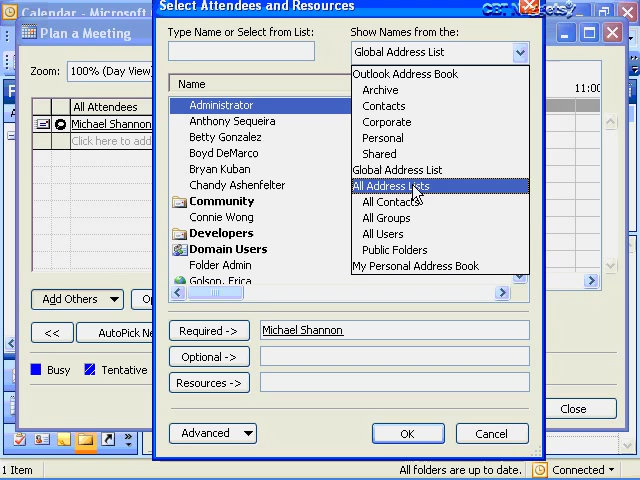 Calendar - Microsoft
Select Attendees and Resources
CBT Nuggets
Plan a Meeting
Type Name or Select from List:
Show Names from the:
Global Address List
Zoom:
100% (Day View)
Name
Outlook Address Book
Archive
Contacts
Corporate
Personal
Shared
Global Address List
All Address Lists
All Contacts
All Groups
All Users
Public Folders
My Personal Address Book
11:00
All Attendees
Michael Shannon
Click here to add
Administrator
Anthony Sequeira
Betty Gonzalez
Boyd DeMarco
Bryan Kuban
Chandy Ashenfelter
Community
Connie Wong
Developers
Domain Users
Folder Admin
Golson, Erica
Add Others
Op
<<
AutoPick Ne
Required ->
Michael Shannon
Optional ->
Resources ->
Busy
Tentative
Close
Advanced
OK
Cancel
1 Item
All folders are up to date.
Connected